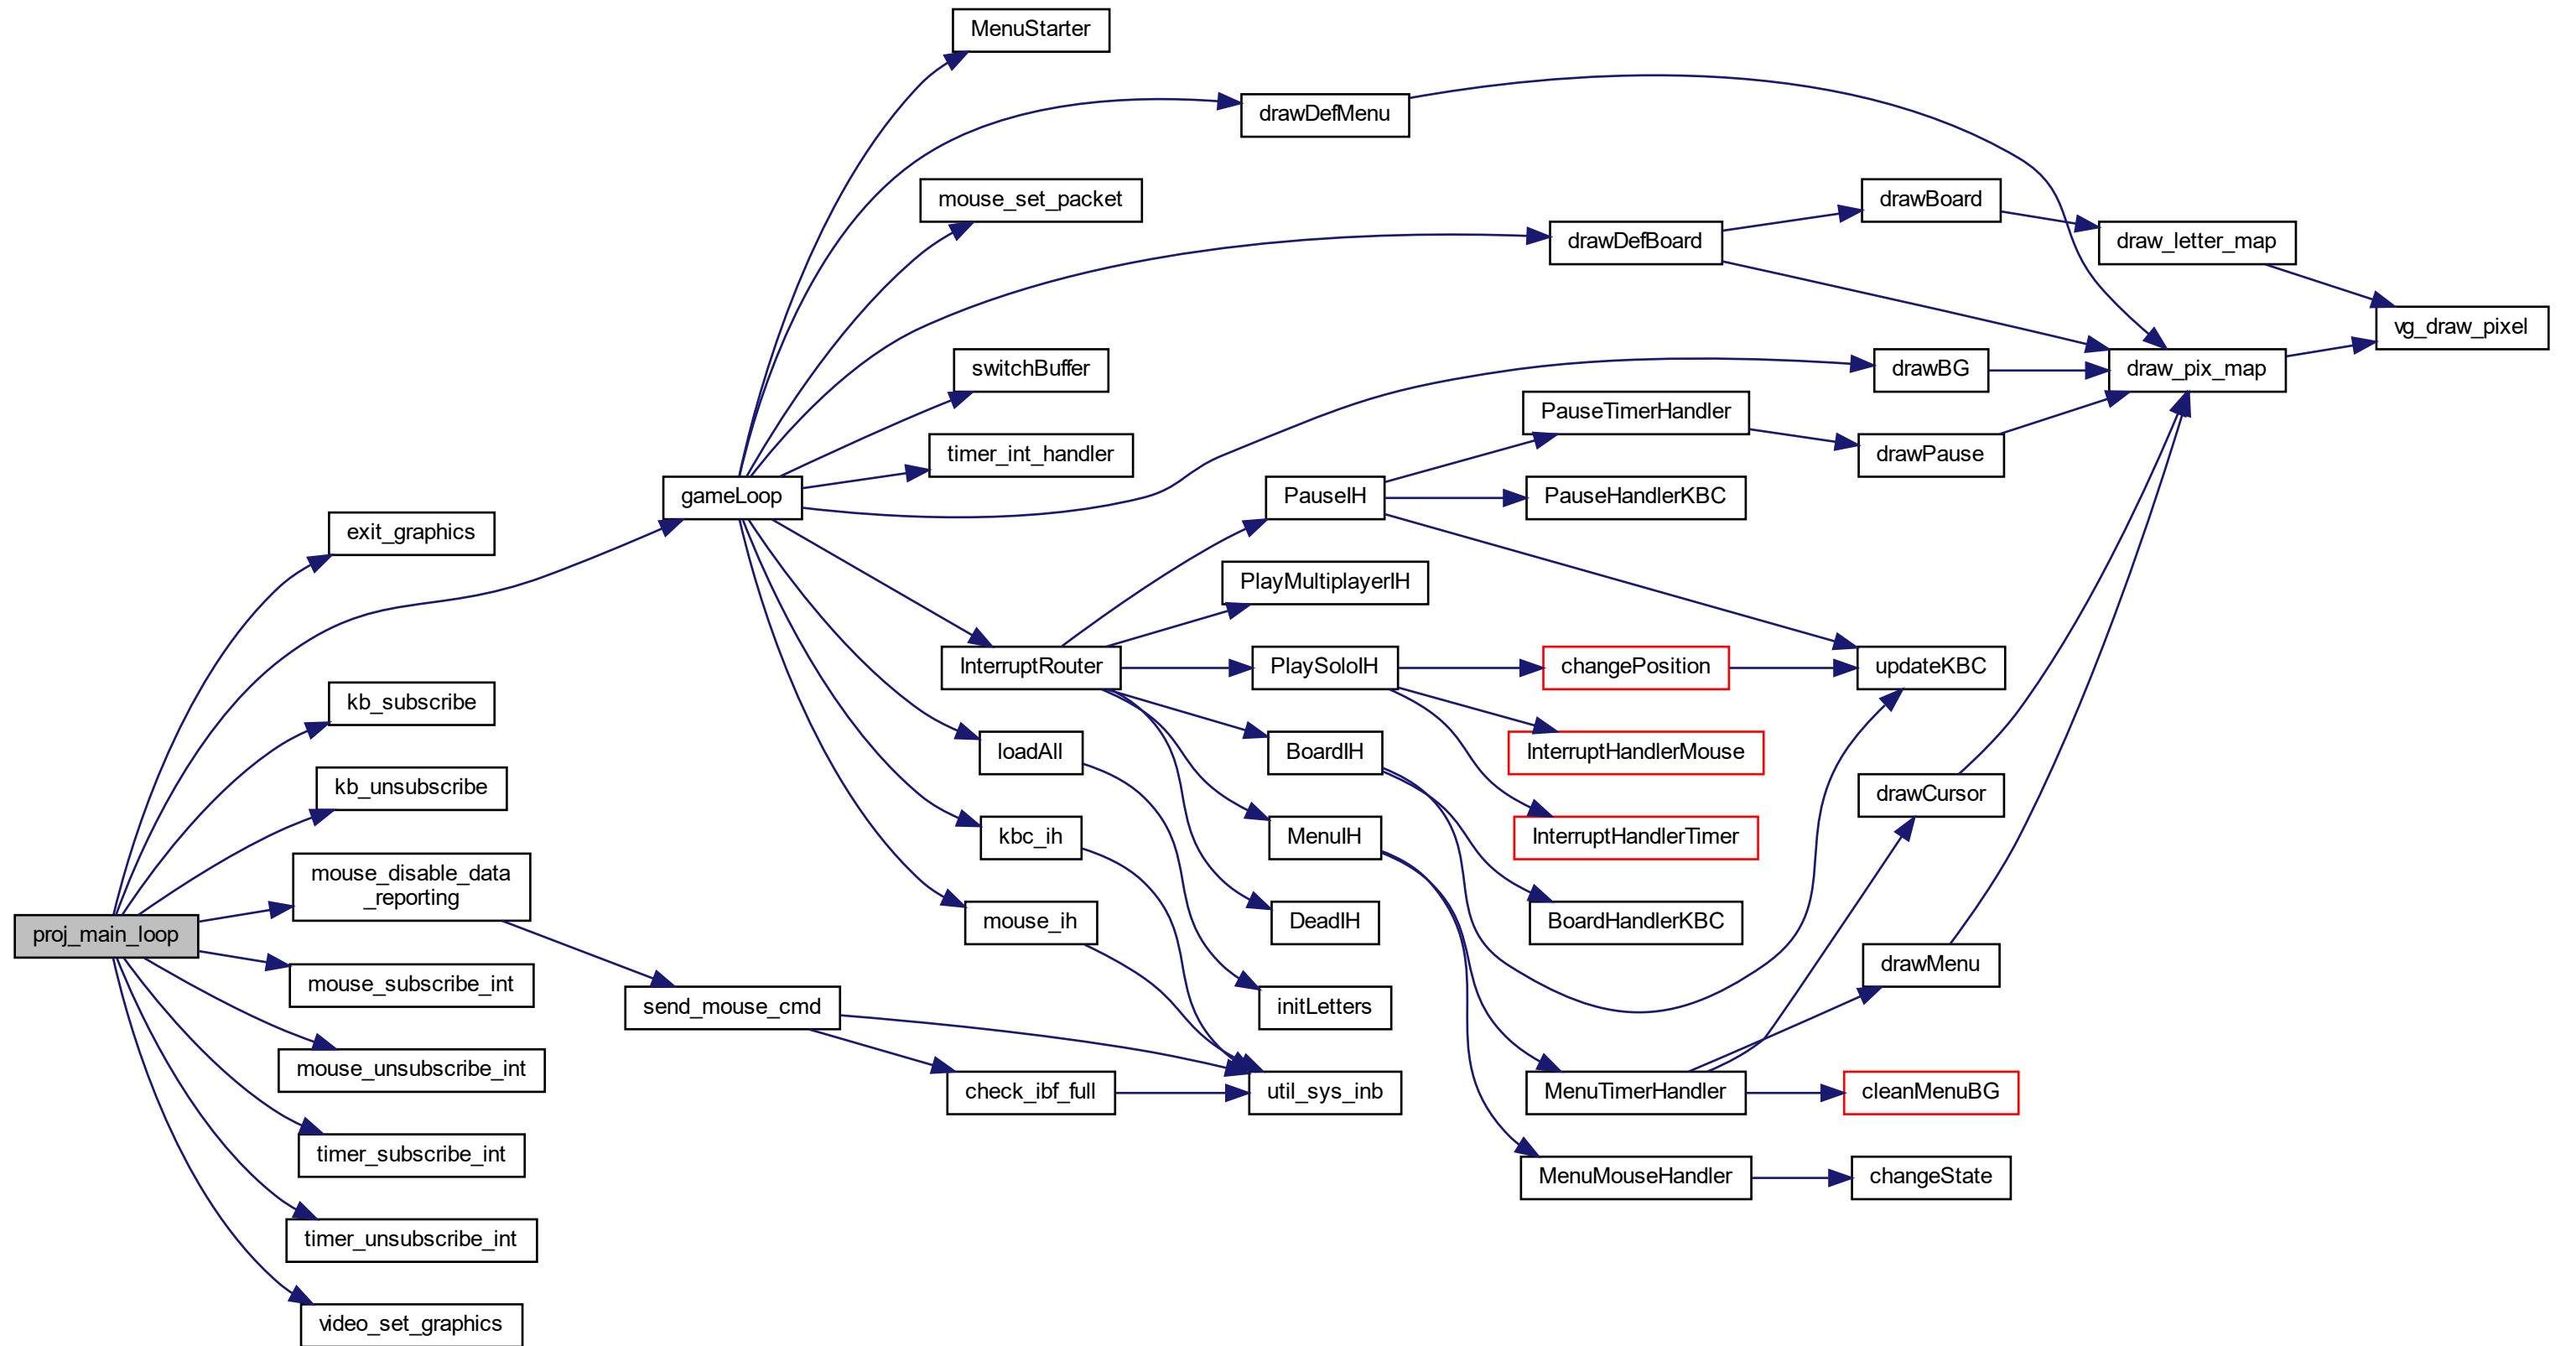 MenuStarter
drawDefMenu
mouse_set_packet
drawBoard
drawDefBoard
draw_letter_map
vg_draw_pixel
switchBuffer
drawBG
draw_pix_map
PauseTimerHandler
timer_int_handler
drawPause
gameLoop
PauseIH
PauseHandlerKBC
exit_graphics
PlayMultiplayerIH
InterruptRouter
PlaySoloIH
changePosition
updateKBC
kb_subscribe
loadAll
BoardIH
InterruptHandlerMouse
kb_unsubscribe
drawCursor
kbc_ih
MenuIH
InterruptHandlerTimer
mouse_disable_data
_reporting
mouse_ih
DeadIH
BoardHandlerKBC
proj_main_loop
drawMenu
mouse_subscribe_int
send_mouse_cmd
initLetters
mouse_unsubscribe_int
check_ibf_full
util_sys_inb
MenuTimerHandler
cleanMenuBG
timer_subscribe_int
MenuMouseHandler
changeState
timer_unsubscribe_int
video_set_graphics